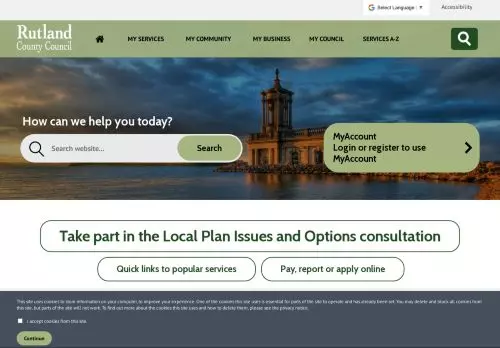 Select Language ▼
Accessibility
Rutland
County Council
MY SERVICES
MY COMMUNITY
MY BUSINESS
MY COUNCIL
SERVICES A-Z
How can we help you today?
Search website...
Search
MyAccount
Login or register to use
MyAccount
Take part in the Local Plan Issues and Options consultation
Quick links to popular services
Pay, report or apply online
This site uses cookies to store information on your computer, to improve your experience. One of the cookies this site uses is essential for parts of the site to operate and has already been set. You may delete and block all cookies from
this site, but parts of the site will not work. To find out more about the cookies this site uses and how to delete them, please see the privacy notice.
I accept cookies from this site.
Continue